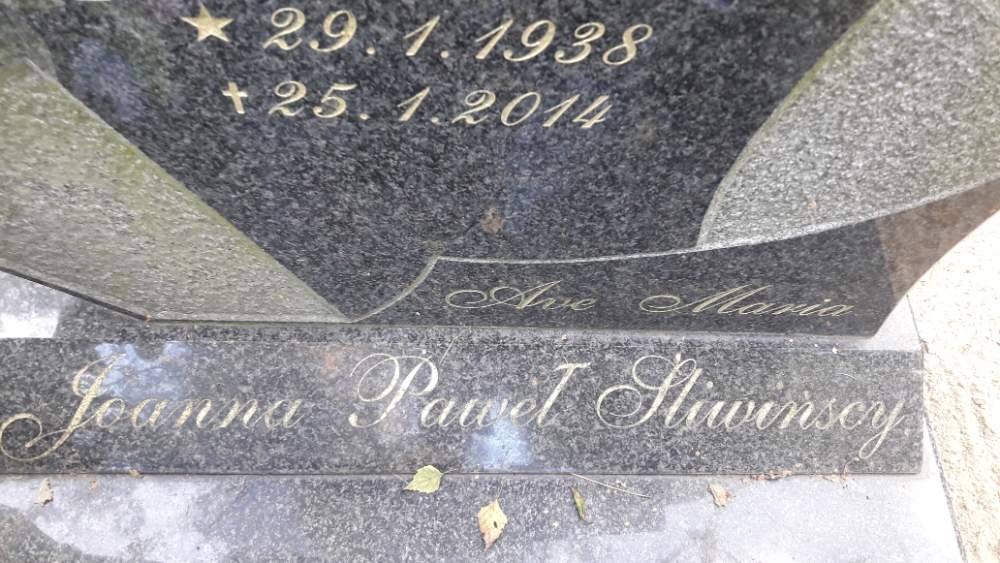 ★ 29.1.1938
✝ 25.1.2014
Ave Maria
Joanna Paweł Śliwińscy